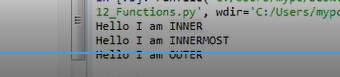 12_Functions.py', wdir='C:/Users/mypc
Hello I am INNER
Hello I am INNERMOST
Hello I am OUTER